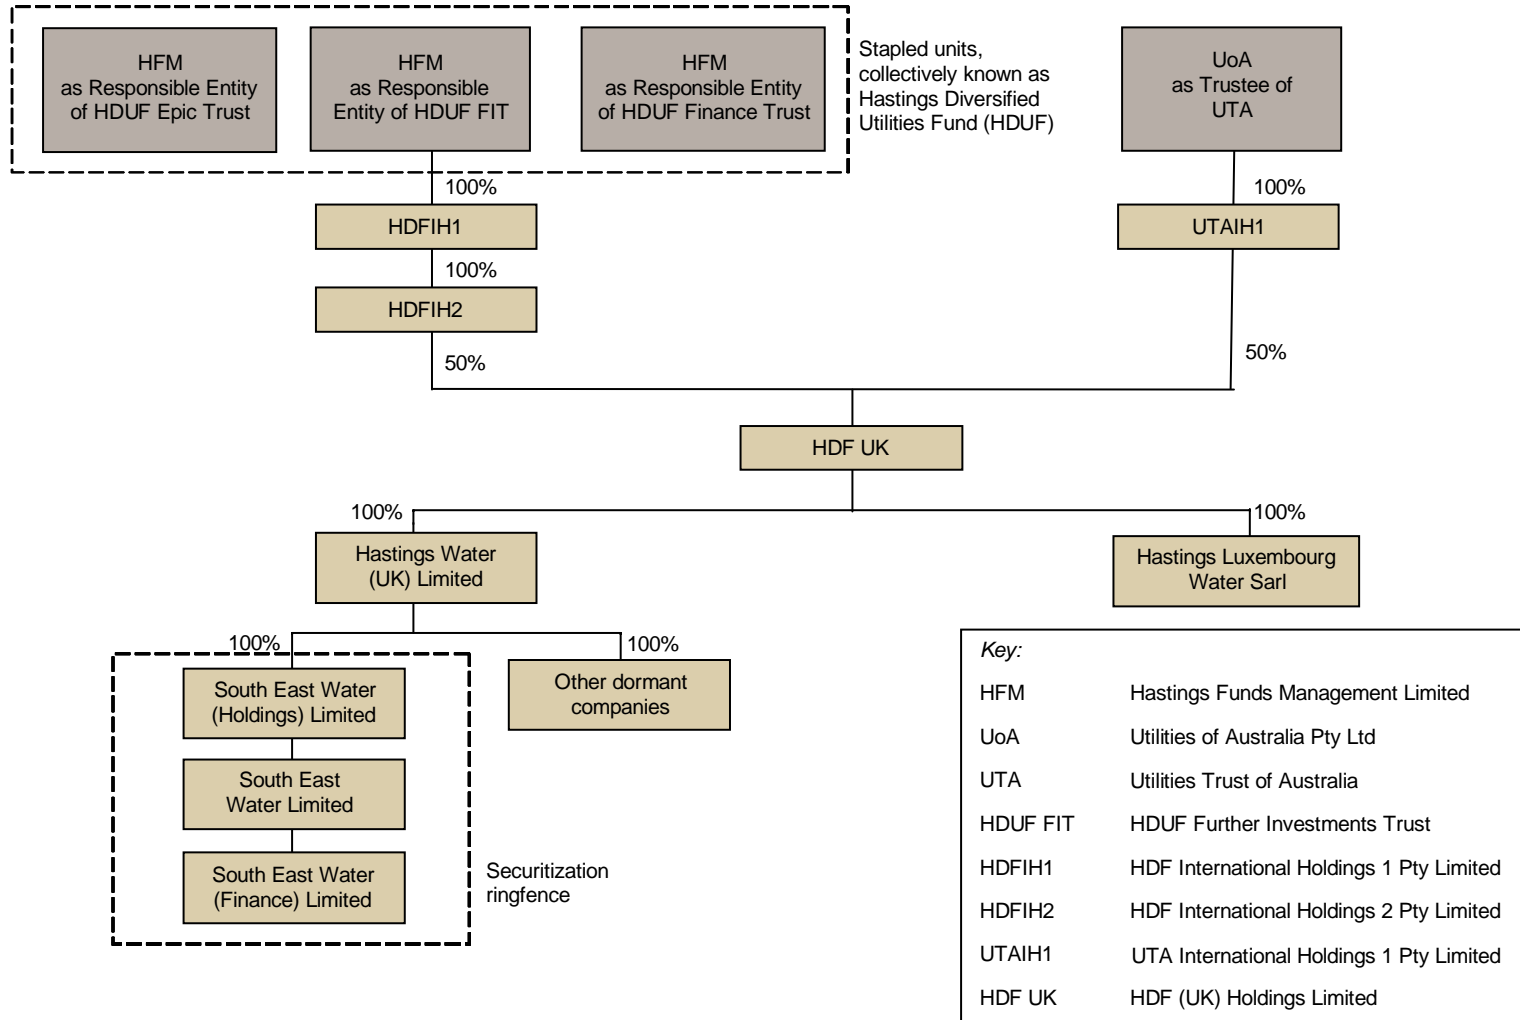 HFM
as Responsible Entity
of HDUF Epic Trust
HFM
as Responsible
Entity of HDUF FIT
HFM
as Responsible Entity
of HDUF Finance Trust
Stapled units,
collectively known as
Hastings Diversified
Utilities Fund (HDUF)
UoA
as Trustee of
UTA
100%
100%
HDFIH1
UTAIH1
100%
HDFIH2
50%
50%
HDF UK
100%
100%
Hastings Water
(UK) Limited
Hastings Luxembourg
Water Sarl
100%
100%
South East Water
(Holdings) Limited
Other dormant
companies
South East
Water Limited
South East Water
(Finance) Limited
Securitization
ringfence
Key:
HFM Hastings Funds Management Limited
UoA Utilities of Australia Pty Ltd
UTA Utilities Trust of Australia
HDUF FIT HDUF Further Investments Trust
HDFIH1 HDF International Holdings 1 Pty Limited
HDFIH2 HDF International Holdings 2 Pty Limited
UTAIH1 UTA International Holdings 1 Pty Limited
HDF UK HDF (UK) Holdings Limited